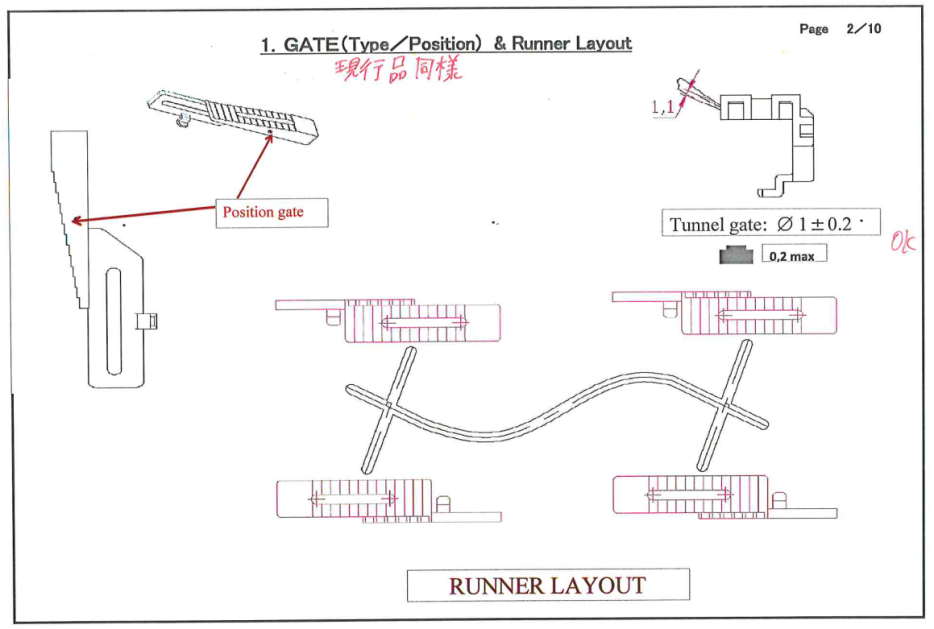 Page 2/10
1. GATE(Type/Position) & Runner Layout
現行品同様
1,1
Position gate
Tunnel gate: Ø 1±0.2
OK
0,2 max
RUNNER LAYOUT